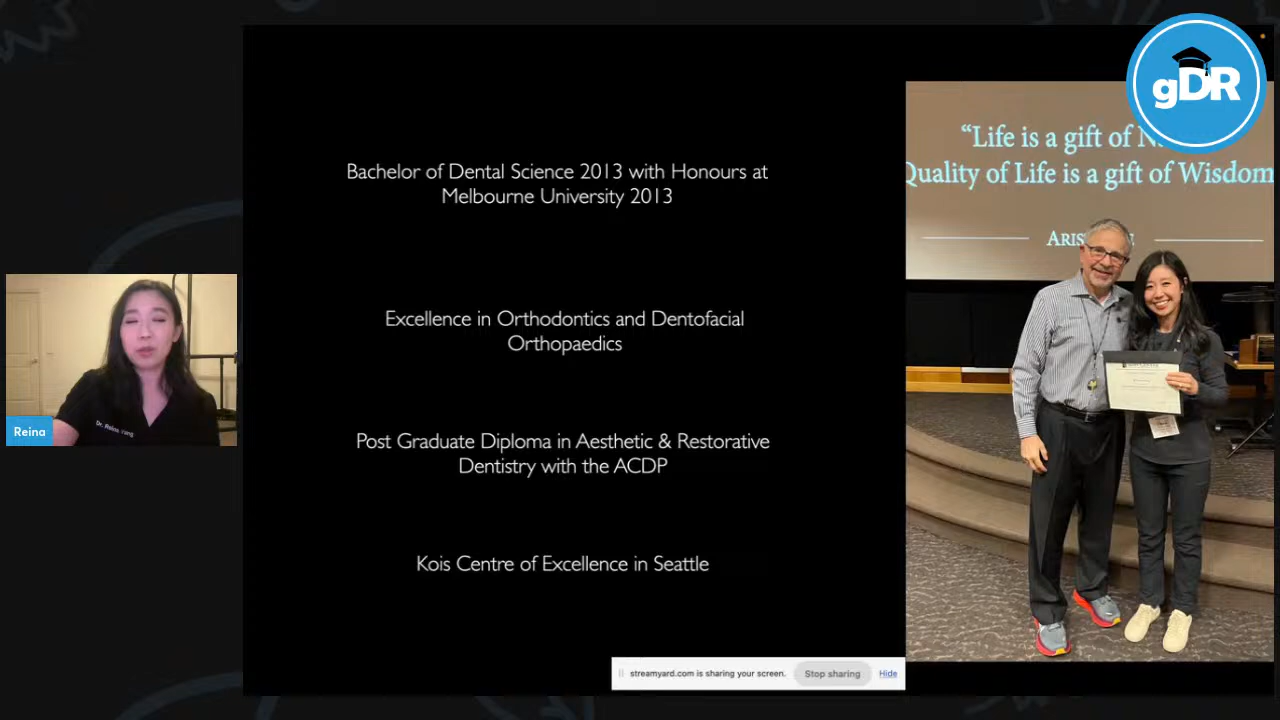 gDR
Bachelor of Dental Science 2013 with Honours at
Melbourne University 2013
Excellence in Orthodontics and Dentofacial
Orthopaedics
Post Graduate Diploma in Aesthetic & Restorative
Dentistry with the ACDP
Kois Centre of Excellence in Seattle
“Life is a gift of
Quality of Life is a gift of Wisdom
Reina
Dr. Reina
streamyard.com is sharing your screen.
Stop sharing
Hide